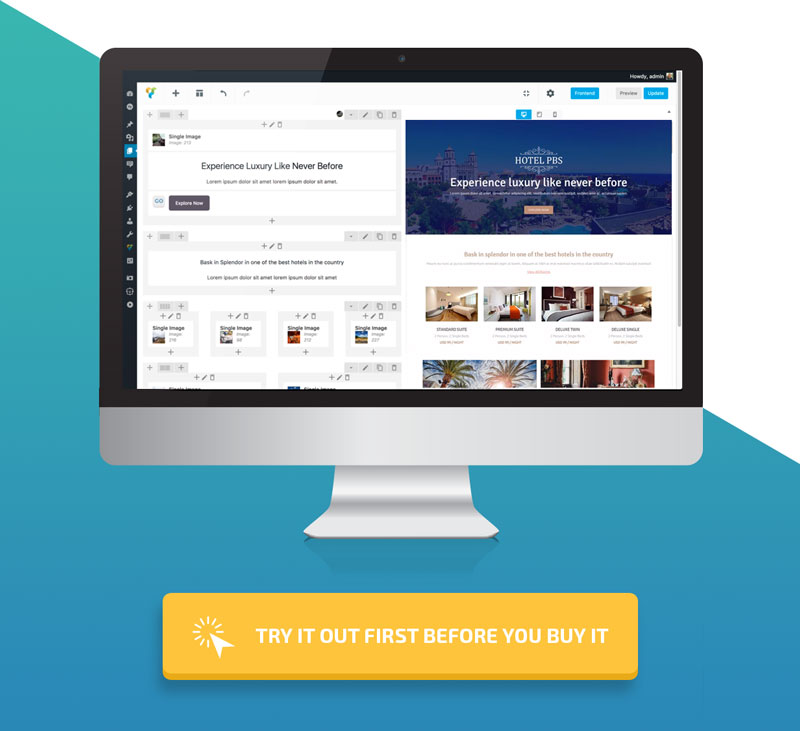 Howdy, admin
Frontend
Preview
Update
Single Image
Image: 213
Experience Luxury Like Never Before
Lorem ipsum dolor sit amet lorem ipsum dolor sit amet.
GO
Explore Now
Bask in Splendor in one of the best hotels in the country
Lorem ipsum dolor sit amet lorem ipsum dolor sit amet.
Single Image
Image:
216
Single Image
Image:
Single Image
Image:
212
Single Image
Image:
221
Single Image
Single Image
HOTEL PBS
Experience luxury like never before
Bask in splendor in one of the best hotels in the country
View All Rooms
STANDARD SUITE
PREMIUM SUITE
DELUXE TWIN
DELUXE SINGLE
TRY IT OUT FIRST BEFORE YOU BUY IT